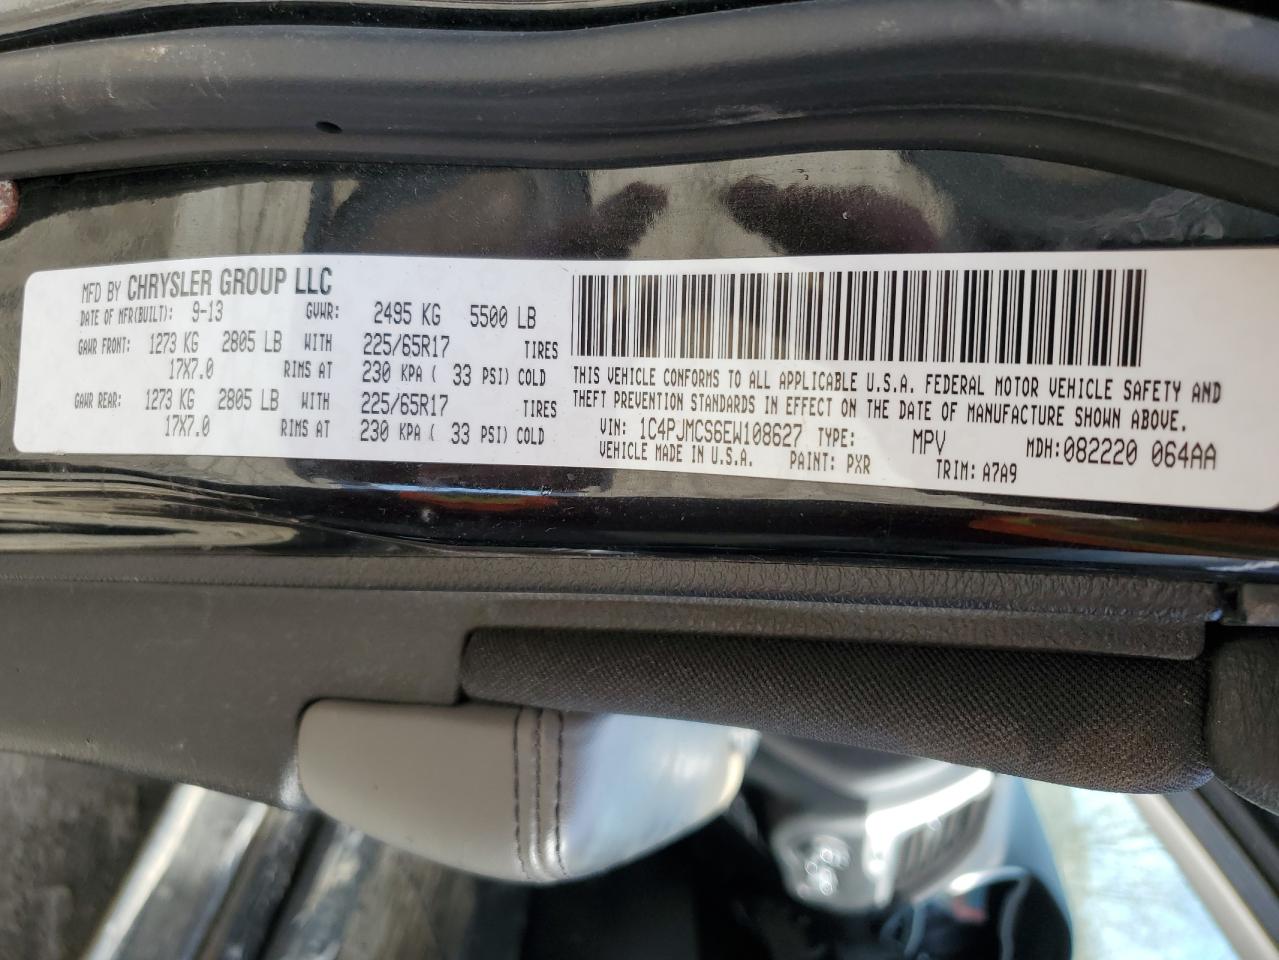 MFD BY CHRYSLER GROUP LLC
DATE OF MFR(BUILT): 9-13 GVWR: 2495 KG 5500 LB
GAWR FRONT: 1273 KG 2805 LB WITH 225/65R17 TIRES
17X7.0 RIMS AT 230 KPA ( 33 PSI) COLD
GAWR REAR: 1273 KG 2805 LB WITH 225/65R17 TIRES
17X7.0 RIMS AT 230 KPA ( 33 PSI) COLD
THIS VEHICLE CONFORMS TO ALL APPLICABLE U.S.A. FEDERAL MOTOR VEHICLE SAFETY AND
THEFT PREVENTION STANDARDS IN EFFECT ON THE DATE OF MANUFACTURE SHOWN ABOVE.
VIN: 1C4PJMCS6EW108627 TYPE: MPV MDH: 082220 064AA
VEHICLE MADE IN U.S.A. PAINT: PXR TRIM: A7A9